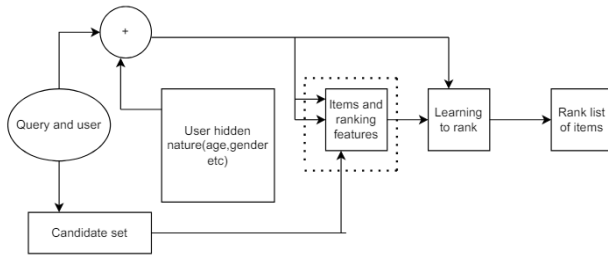 +
Query and user
User hidden
nature(age,gender
etc)
Items and
ranking
features
Learning
to rank
Rank list
of items
Candidate set